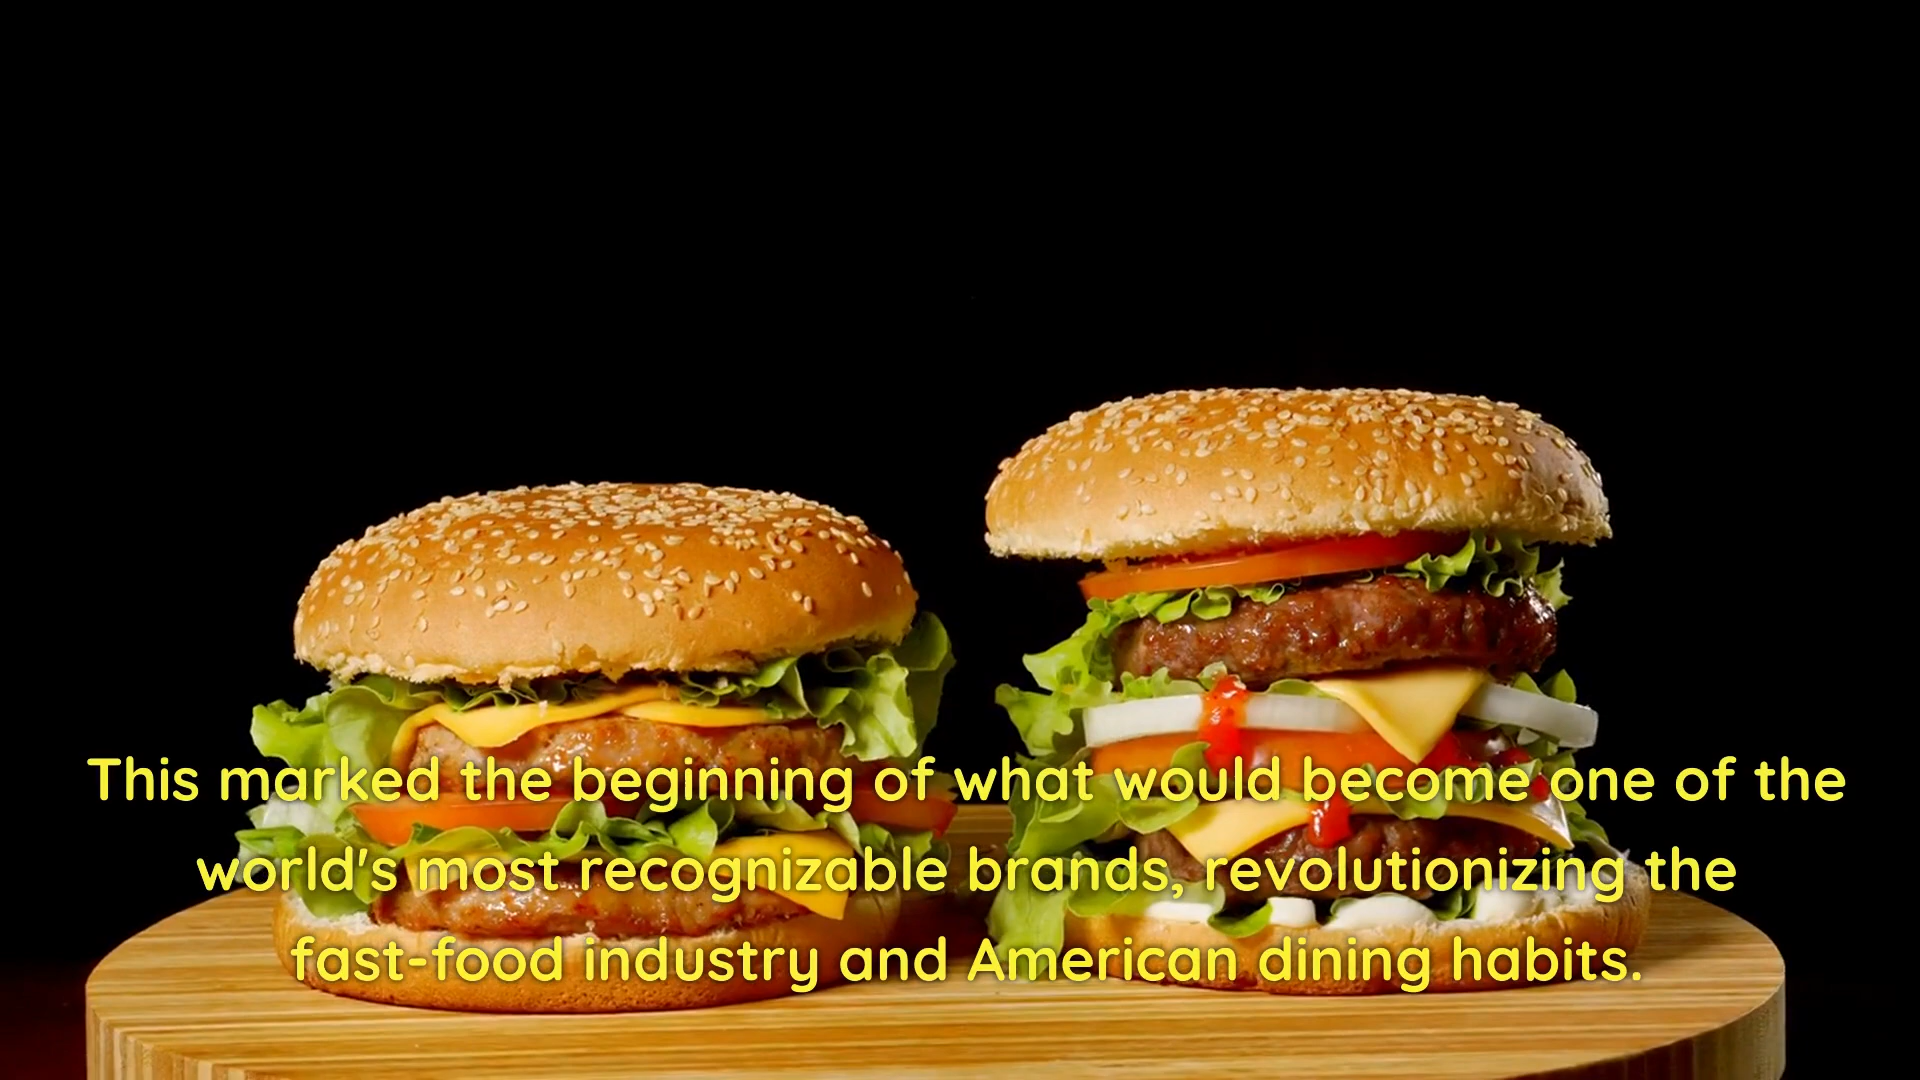 This marked the beginning of what would become one of the
world's most recognizable brands, revolutionizing the
fast-food industry and American dining habits.